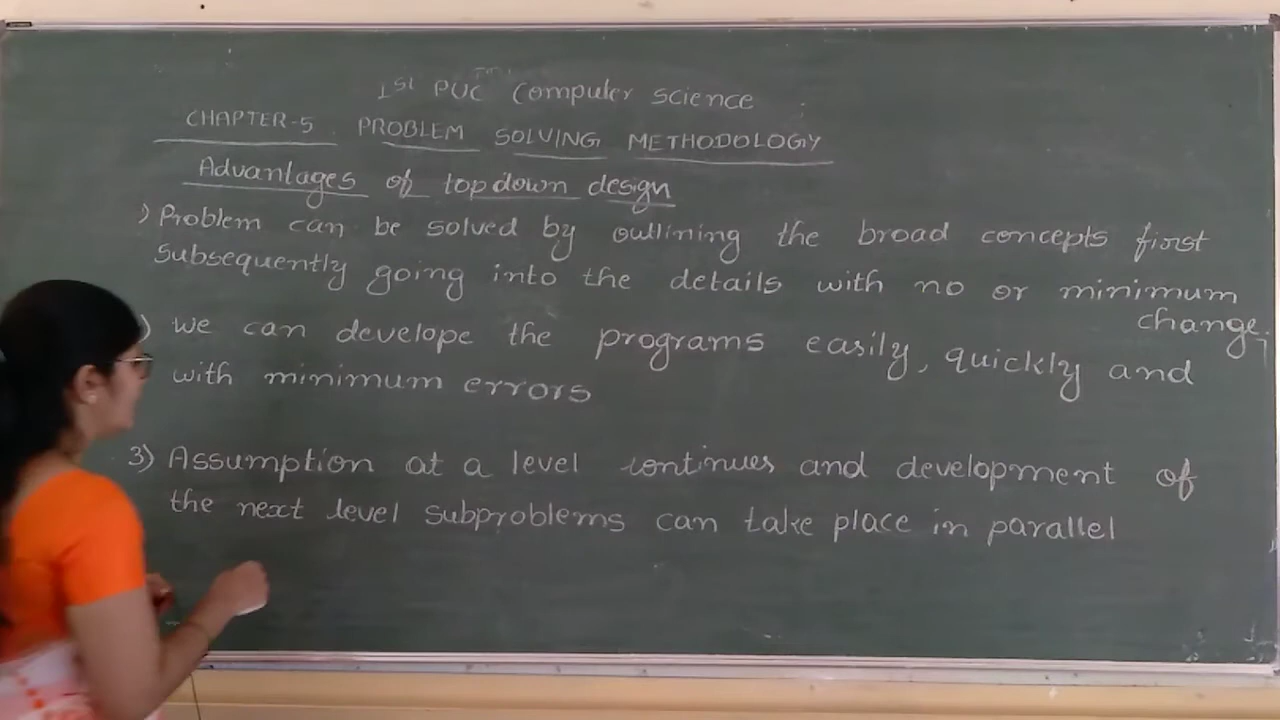 1st PUC Computer science
CHAPTER-5 PROBLEM SOLVING METHODOLOGY
Advantages of topdown design
) Problem can be solved by outlining the broad concepts first
subsequently going into the details with no or minimum
change.
) we can develope the programs easily, quickly and
with minimum errors
3) Assumption at a level continues and development of
the next level subproblems can take place in parallel